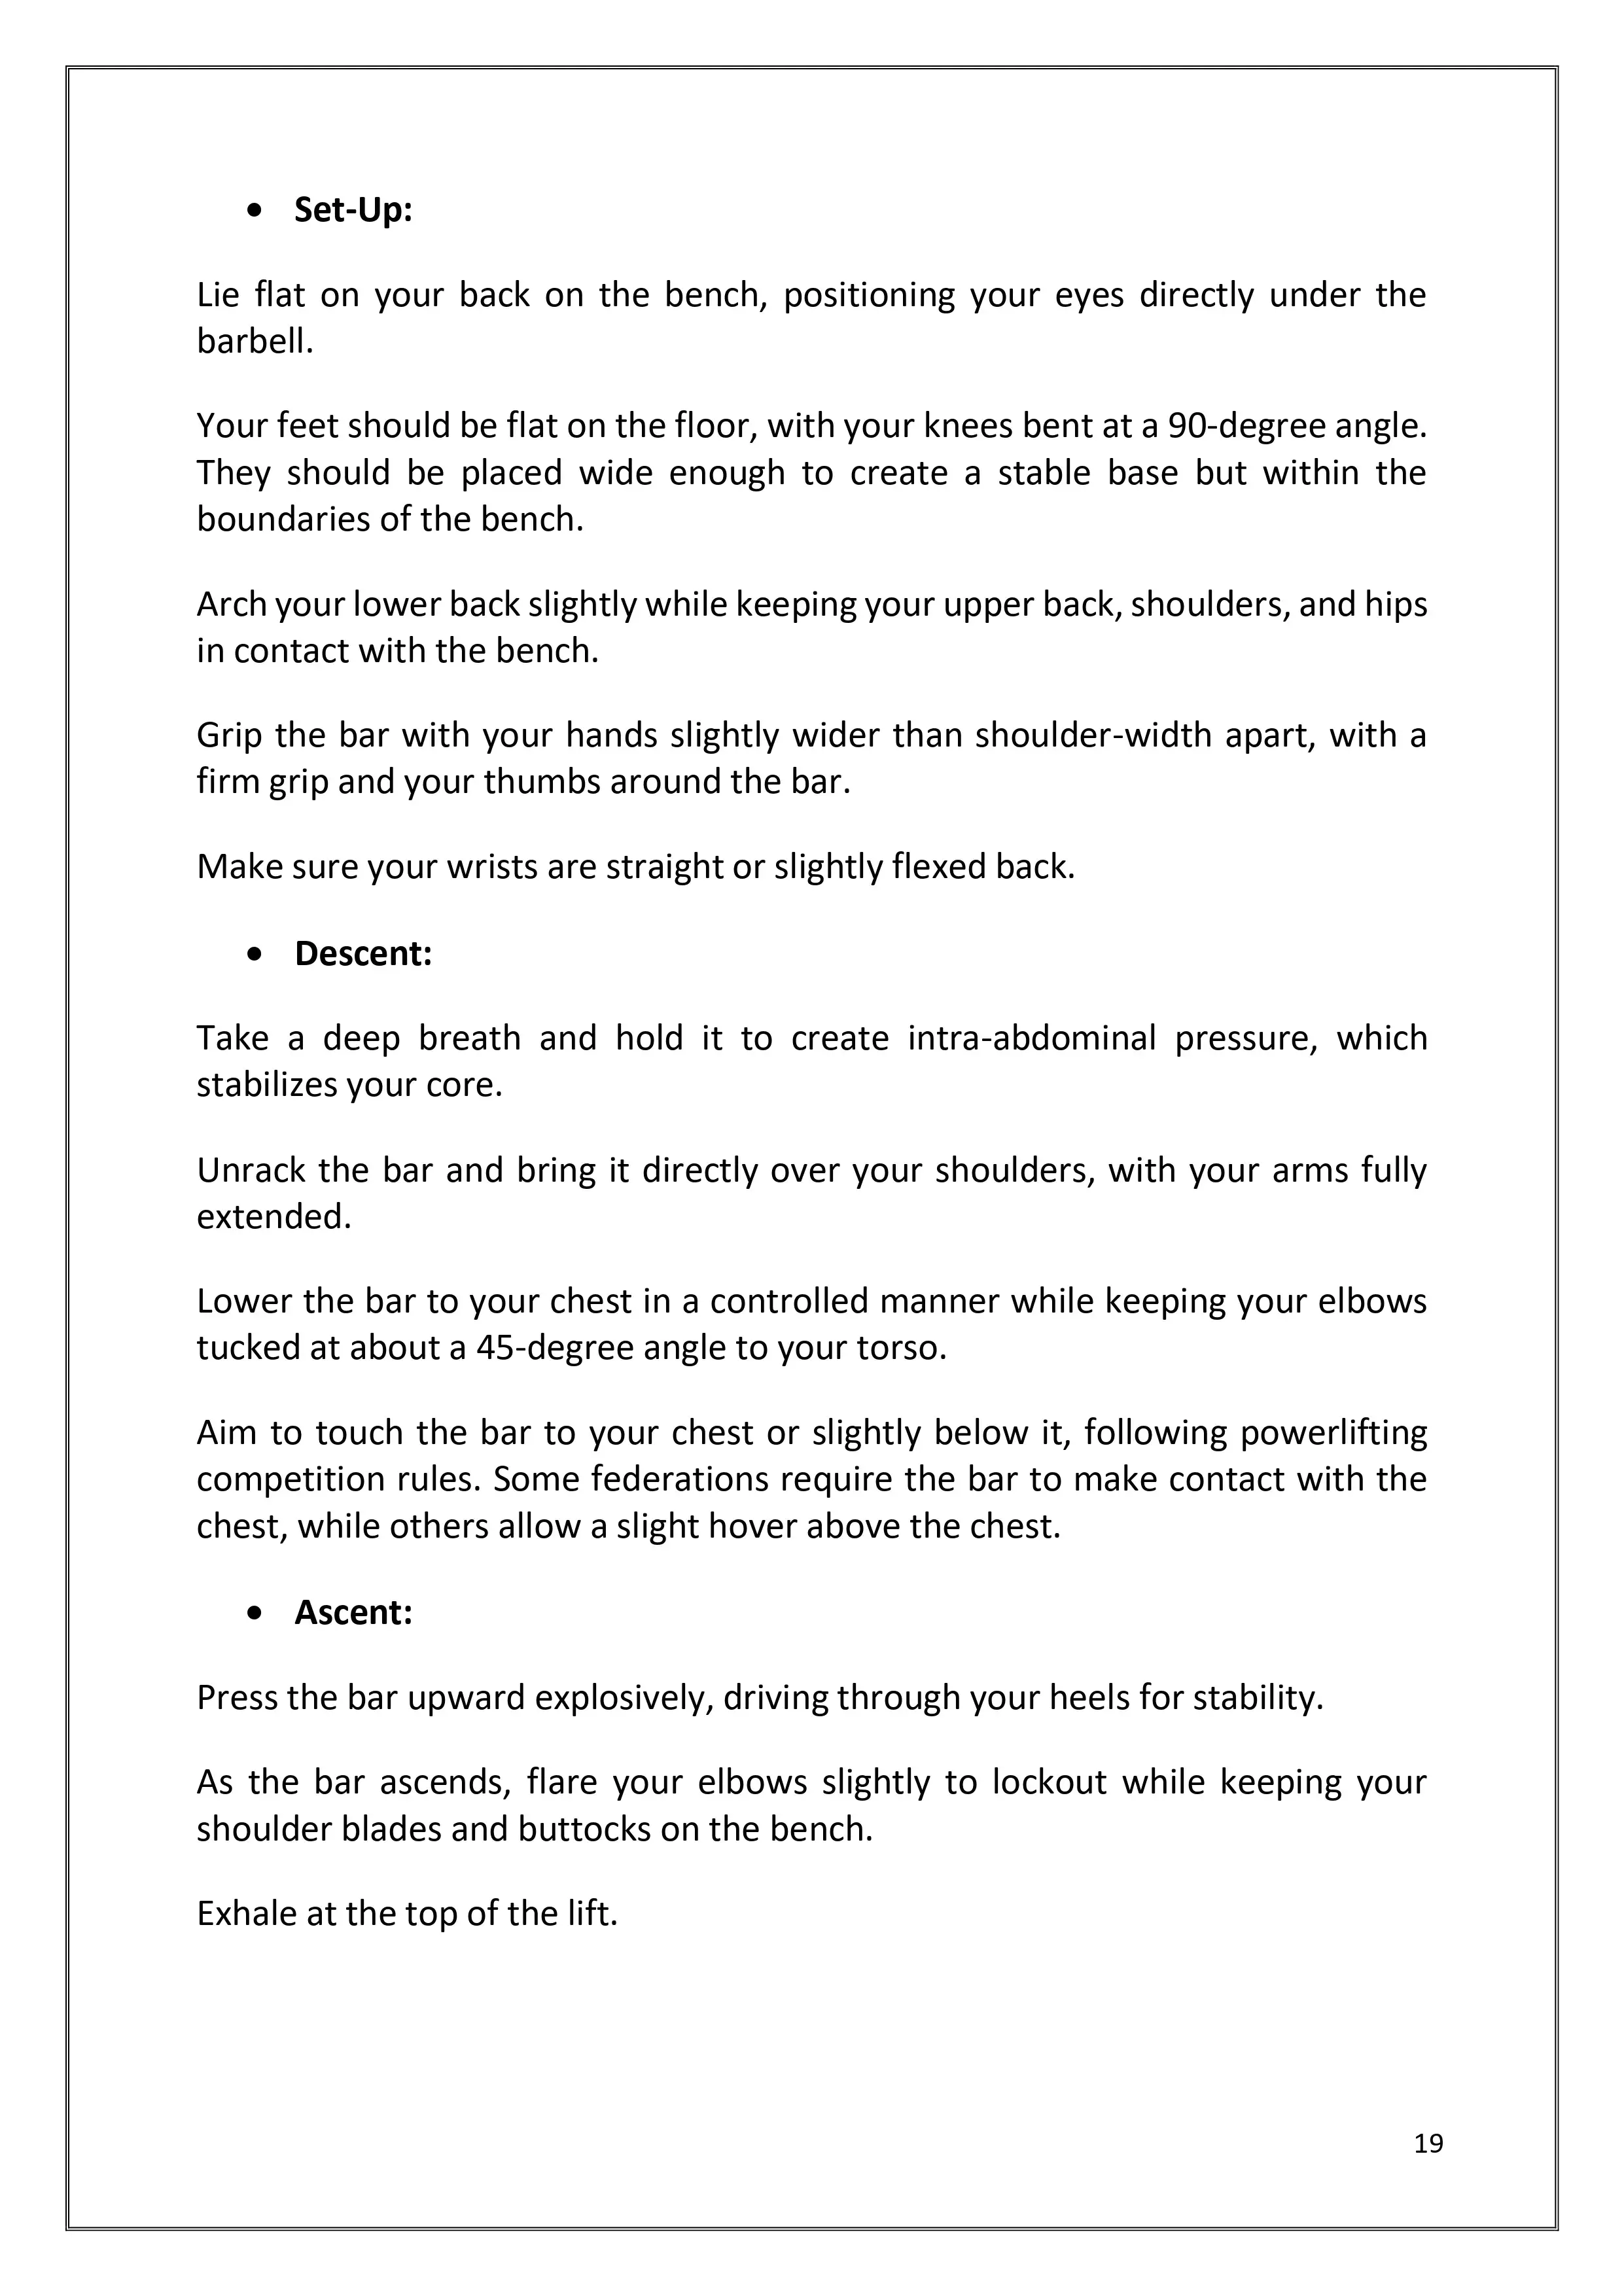 • Set-Up:
Lie flat on your back on the bench, positioning your eyes directly under the
barbell.
Your feet should be flat on the floor, with your knees bent at a 90-degree angle.
They should be placed wide enough to create a stable base but within the
boundaries of the bench.
Arch your lower back slightly while keeping your upper back, shoulders, and hips
in contact with the bench.
Grip the bar with your hands slightly wider than shoulder-width apart, with a
firm grip and your thumbs around the bar.
Make sure your wrists are straight or slightly flexed back.
• Descent:
Take a deep breath and hold it to create intra-abdominal pressure, which
stabilizes your core.
Unrack the bar and bring it directly over your shoulders, with your arms fully
extended.
Lower the bar to your chest in a controlled manner while keeping your elbows
tucked at about a 45-degree angle to your torso.
Aim to touch the bar to your chest or slightly below it, following powerlifting
competition rules. Some federations require the bar to make contact with the
chest, while others allow a slight hover above the chest.
• Ascent:
Press the bar upward explosively, driving through your heels for stability.
As the bar ascends, flare your elbows slightly to lockout while keeping your
shoulder blades and buttocks on the bench.
Exhale at the top of the lift.
19